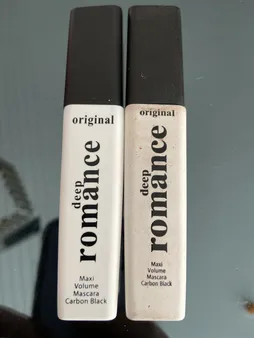 original
deep
romance
Maxi
Volume
Mascara
Carbon Black
original
deep
romance
Maxi
Volume
Mascara
Carbon Black